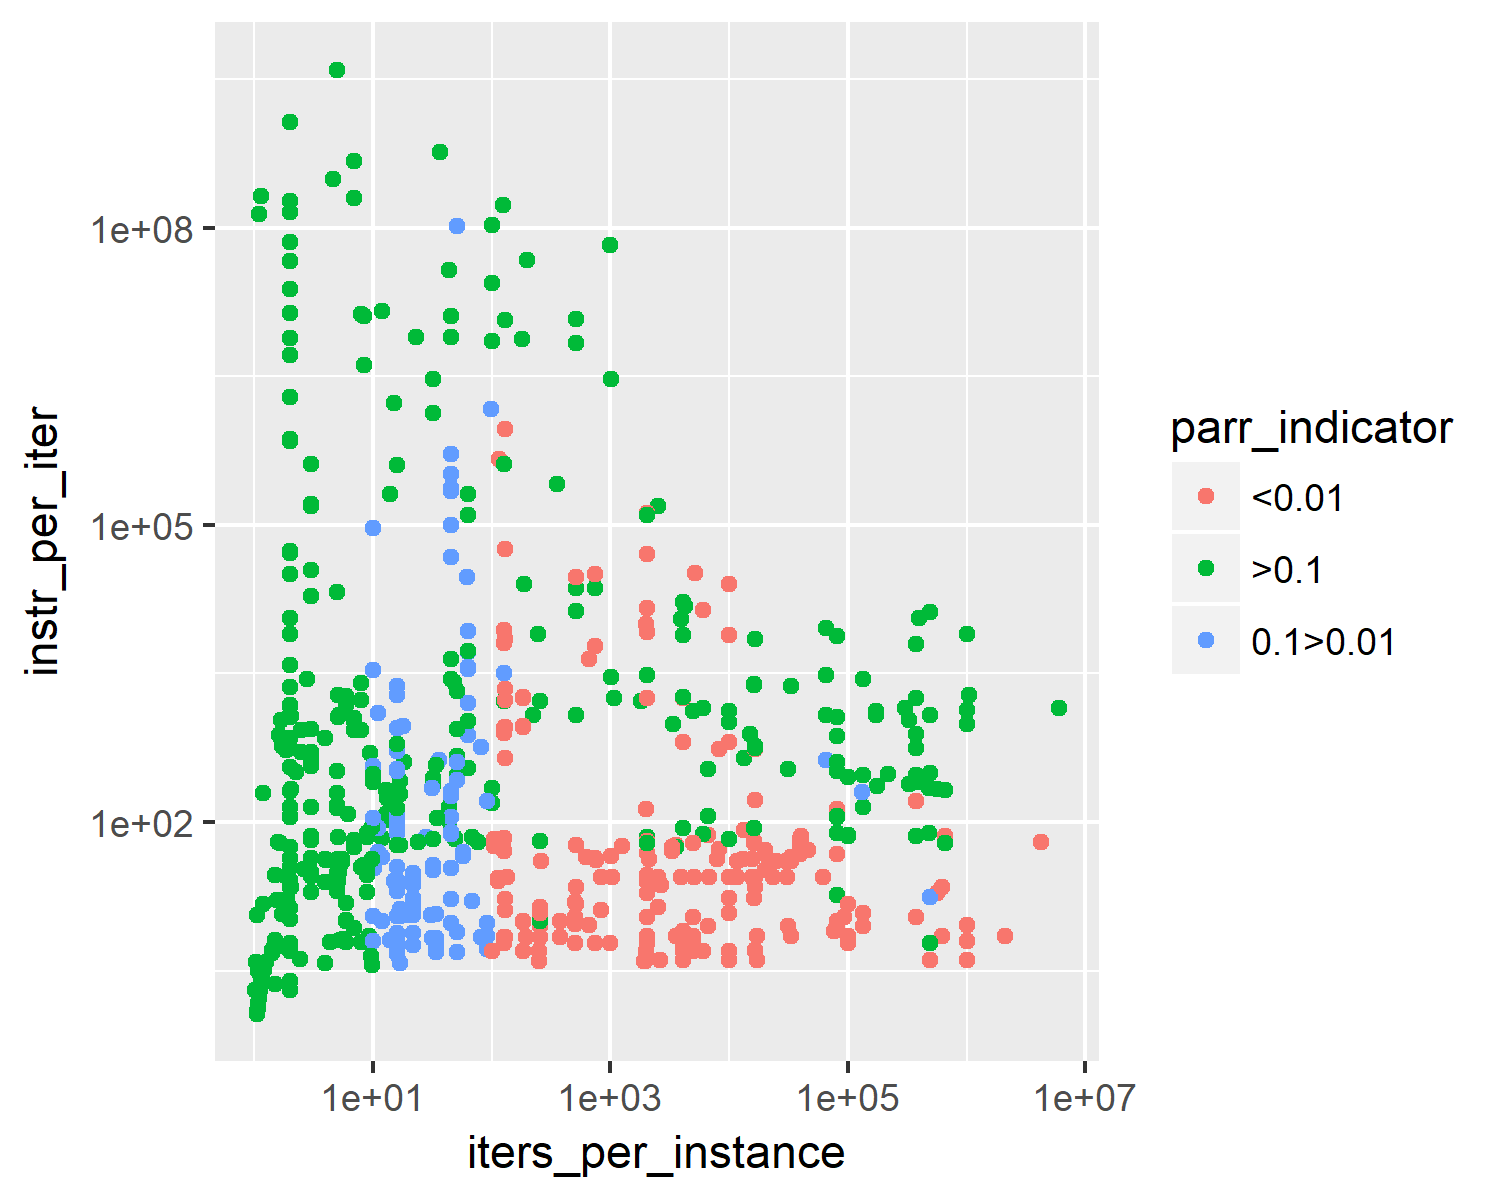 1e+08
1e+05
1e+02
instr_per_iter
1e+01
1e+03
1e+05
1e+07
iters_per_instance
parr_indicator
<0.01
>0.1
0.1>0.01